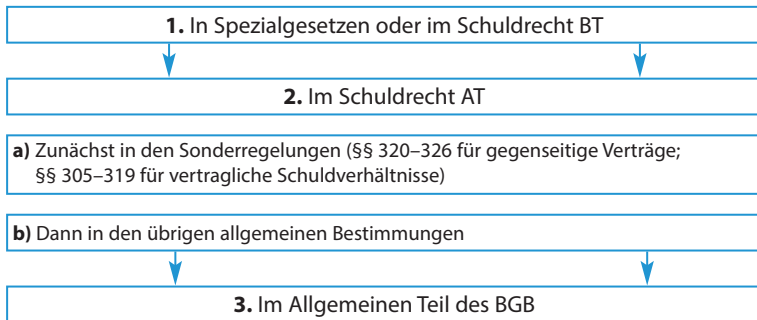 1. In Spezialgesetzen oder im Schuldrecht BT
2. Im Schuldrecht AT
a) Zunächst in den Sonderregelungen (§§ 320–326 für gegenseitige Verträge;
§§ 305–319 für vertragliche Schuldverhältnisse)
b) Dann in den übrigen allgemeinen Bestimmungen
3. Im Allgemeinen Teil des BGB